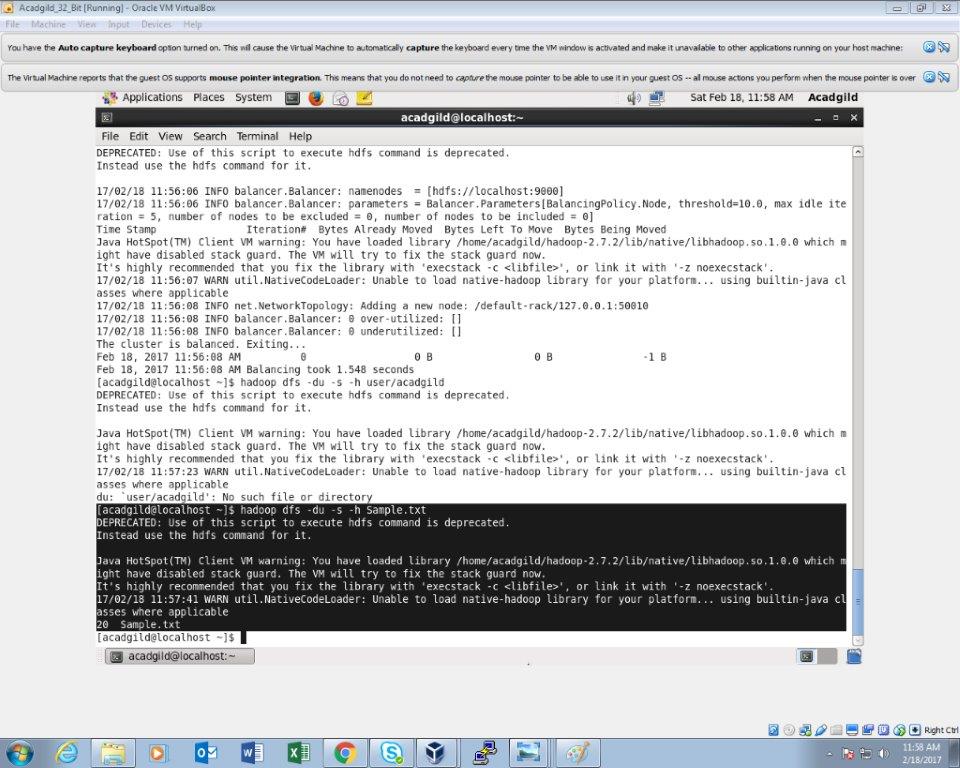 Acadgild_32_Bit [Running] - Oracle VM VirtualBox
File Machine View Input Devices Help
You have the Auto capture keyboard option turned on. This will cause the Virtual Machine to automatically capture the keyboard every time the VM window is activated and make it unavailable to other applications running on your host machine:
The Virtual Machine reports that the guest OS supports mouse pointer integration. This means that you do not need to capture the mouse pointer to be able to use it in your guest OS -- all mouse actions you perform when the mouse pointer is over
Applications Places System Sat Feb 18, 11:58 AM Acadgild
acadgild@localhost:~
File Edit View Search Terminal Help
DEPRECATED: Use of this script to execute hdfs command is deprecated.
Instead use the hdfs command for it.
17/02/18 11:56:06 INFO balancer.Balancer: namenodes  = [hdfs://localhost:9000]
17/02/18 11:56:06 INFO balancer.Balancer: parameters = Balancer.Parameters[BalancingPolicy.Node, threshold=10.0, max idle ite
ration = 5, number of nodes to be excluded = 0, number of nodes to be included = 0]
Time Stamp               Iteration#  Bytes Already Moved  Bytes Left To Move  Bytes Being Moved
Java HotSpot(TM) Client VM warning: You have loaded library /home/acadgild/hadoop-2.7.2/lib/native/libhadoop.so.1.0.0 which m
ight have disabled stack guard. The VM will try to fix the stack guard now.
It's highly recommended that you fix the library with 'execstack -c <libfile>', or link it with '-z noexecstack'.
17/02/18 11:56:07 WARN util.NativeCodeLoader: Unable to load native-hadoop library for your platform... using builtin-java cl
asses where applicable
17/02/18 11:56:08 INFO net.NetworkTopology: Adding a new node: /default-rack/127.0.0.1:50010
17/02/18 11:56:08 INFO balancer.Balancer: 0 over-utilized: []
17/02/18 11:56:08 INFO balancer.Balancer: 0 underutilized: []
The cluster is balanced. Exiting...
Feb 18, 2017 11:56:08 AM          0                  0 B                 0 B               -1 B
Feb 18, 2017 11:56:08 AM Balancing took 1.548 seconds
[acadgild@localhost ~]$ hadoop dfs -du -s -h user/acadgild
DEPRECATED: Use of this script to execute hdfs command is deprecated.
Instead use the hdfs command for it.
Java HotSpot(TM) Client VM warning: You have loaded library /home/acadgild/hadoop-2.7.2/lib/native/libhadoop.so.1.0.0 which m
ight have disabled stack guard. The VM will try to fix the stack guard now.
It's highly recommended that you fix the library with 'execstack -c <libfile>', or link it with '-z noexecstack'.
17/02/18 11:57:23 WARN util.NativeCodeLoader: Unable to load native-hadoop library for your platform... using builtin-java cl
asses where applicable
du: `user/acadgild': No such file or directory
[acadgild@localhost ~]$ hadoop dfs -du -s -h Sample.txt
DEPRECATED: Use of this script to execute hdfs command is deprecated.
Instead use the hdfs command for it.
Java HotSpot(TM) Client VM warning: You have loaded library /home/acadgild/hadoop-2.7.2/lib/native/libhadoop.so.1.0.0 which m
ight have disabled stack guard. The VM will try to fix the stack guard now.
It's highly recommended that you fix the library with 'execstack -c <libfile>', or link it with '-z noexecstack'.
17/02/18 11:57:41 WARN util.NativeCodeLoader: Unable to load native-hadoop library for your platform... using builtin-java cl
asses where applicable
20  Sample.txt
[acadgild@localhost ~]$
acadgild@localhost:~
Right Ctrl
11:58 AM
2/18/2017